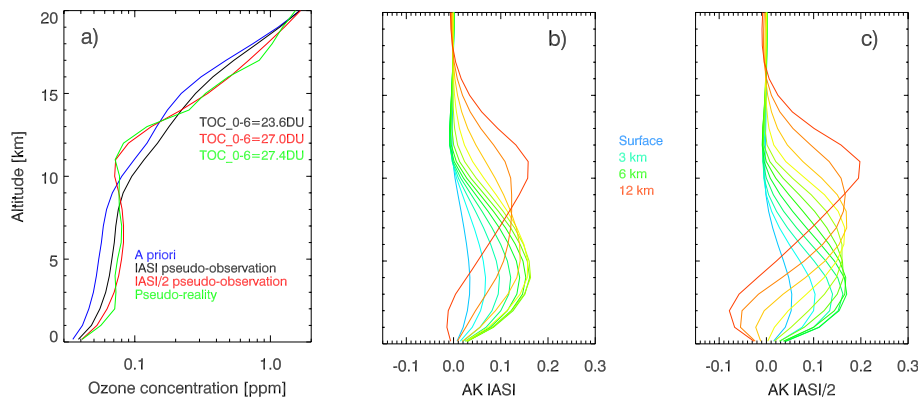 a)
20
15
10
5
0
Altitude [km]
TOC_0-6=23.6DU
TOC_0-6=27.0DU
TOC_0-6=27.4DU
A priori
IASI pseudo-observation
IASI/2 pseudo-observation
Pseudo-reality
0.1 1.0
Ozone concentration [ppm]
b)
-0.1 0.0 0.1 0.2 0.3
AK IASI
Surface
3 km
6 km
12 km
c)
-0.1 0.0 0.1 0.2 0.3
AK IASI/2